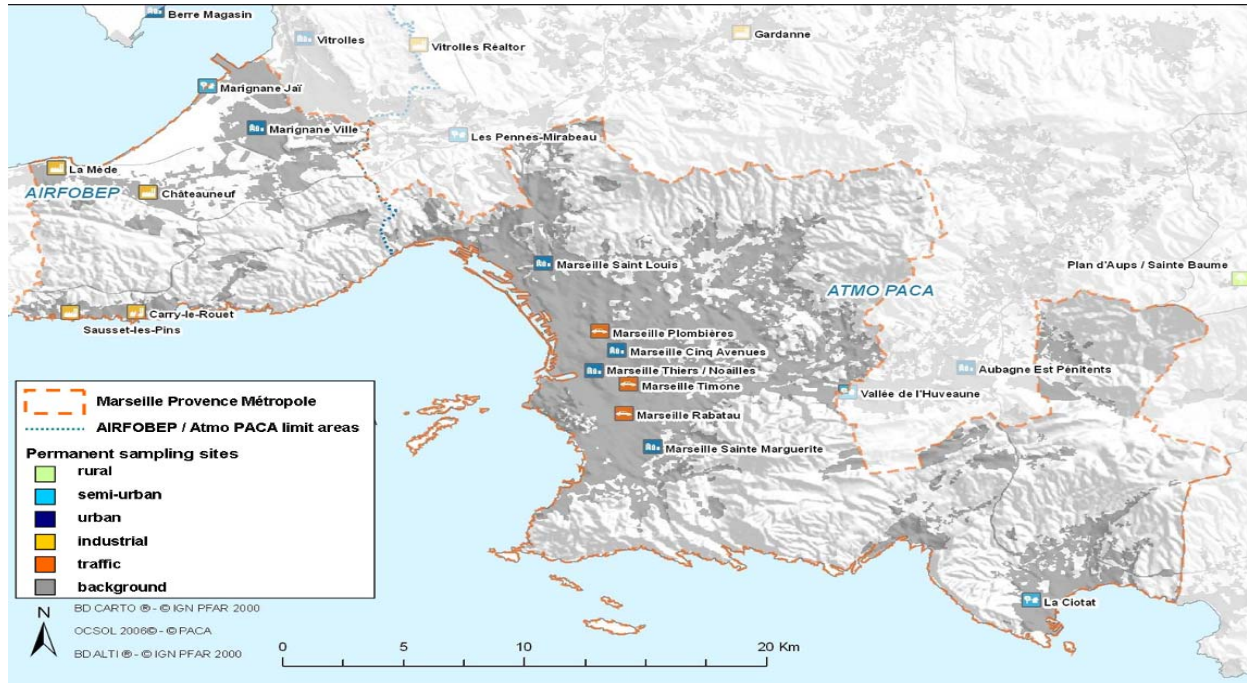 Berre Magasin
Vitrolles
Vitrolles Réaltor
Gardanne
Marignane Jaï
Marignane Ville
Les Pennes-Mirabeau
La Mède
AIRFOBEP
Châteauneuf
Marseille Saint Louis
Plan d'Aups / Sainte Baume
ATMO PACA
Carry-le-Rouet
Sausset-les-Pins
Marseille Plombières
Marseille Cinq Avenues
Marseille Thiers / Noailles
Aubagne Est Pénitents
Marseille Timone
Vallée de l'Huveaune
Marseille Rabatau
Marseille Sainte Marguerite
La Ciotat
Marseille Provence Métropole
AIRFOBEP / Atmo PACA limit areas
Permanent sampling sites
rural
semi-urban
urban
industrial
traffic
background
N
BD CARTO ® - © IGN PFAR 2000
OCSOL 2006© - © PACA
BD ALTI ® - © IGN PFAR 2000
0 5 10 20 Km